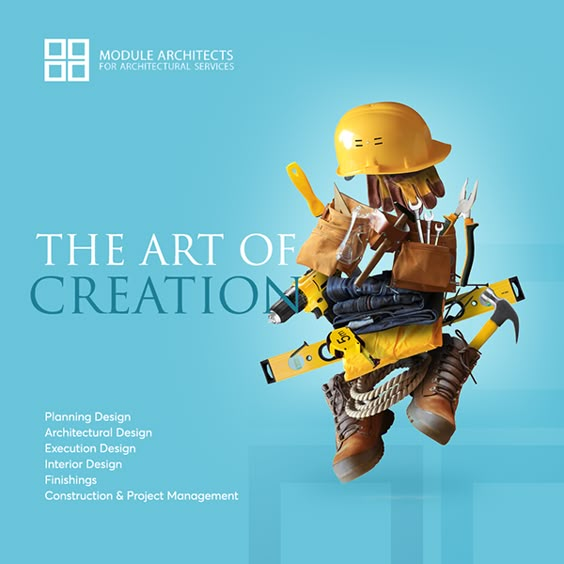 MODULE ARCHITECTS
FOR ARCHITECTURAL SERVICES
THE ART OF
CREATION
Planning Design
Architectural Design
Execution Design
Interior Design
Finishings
Construction & Project Management